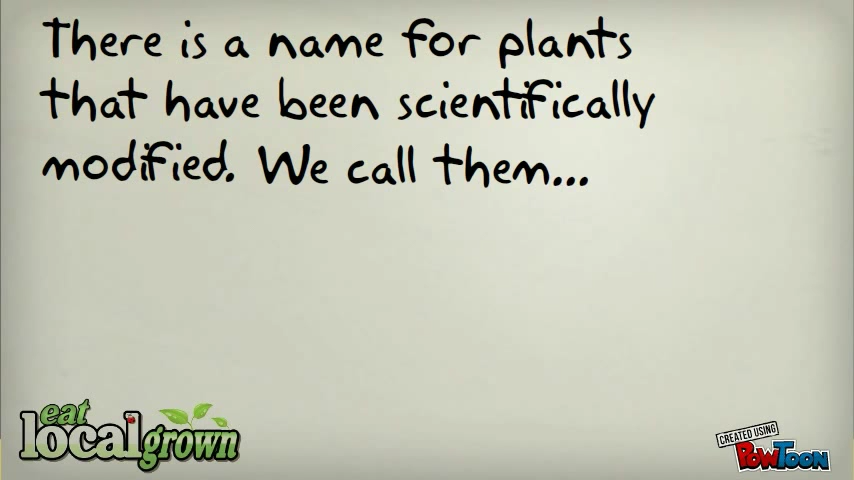 There is a name for plants
that have been scientifically
modified. We call them...
eat
localgrown
CREATED USING
POWTOON